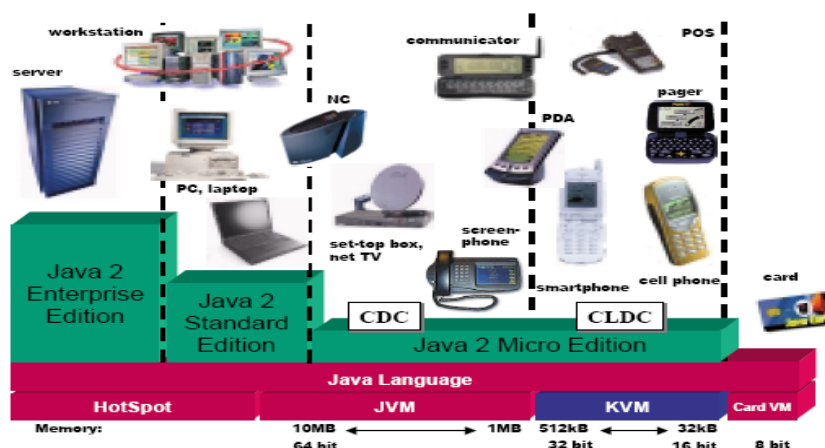 workstation
server
communicator
POS
NC
pager
PDA
PC, laptop
set-top box,
net TV
screen-
phone
smartphone
cell phone
card
Java 2
Enterprise
Edition
Java 2
Standard
Edition
CDC
CLDC
Java 2 Micro Edition
Java Language
HotSpot
JVM
KVM
Card VM
Memory:
10MB
1MB
512kB
32kB
64 bit
32 bit
16 bit
8 bit